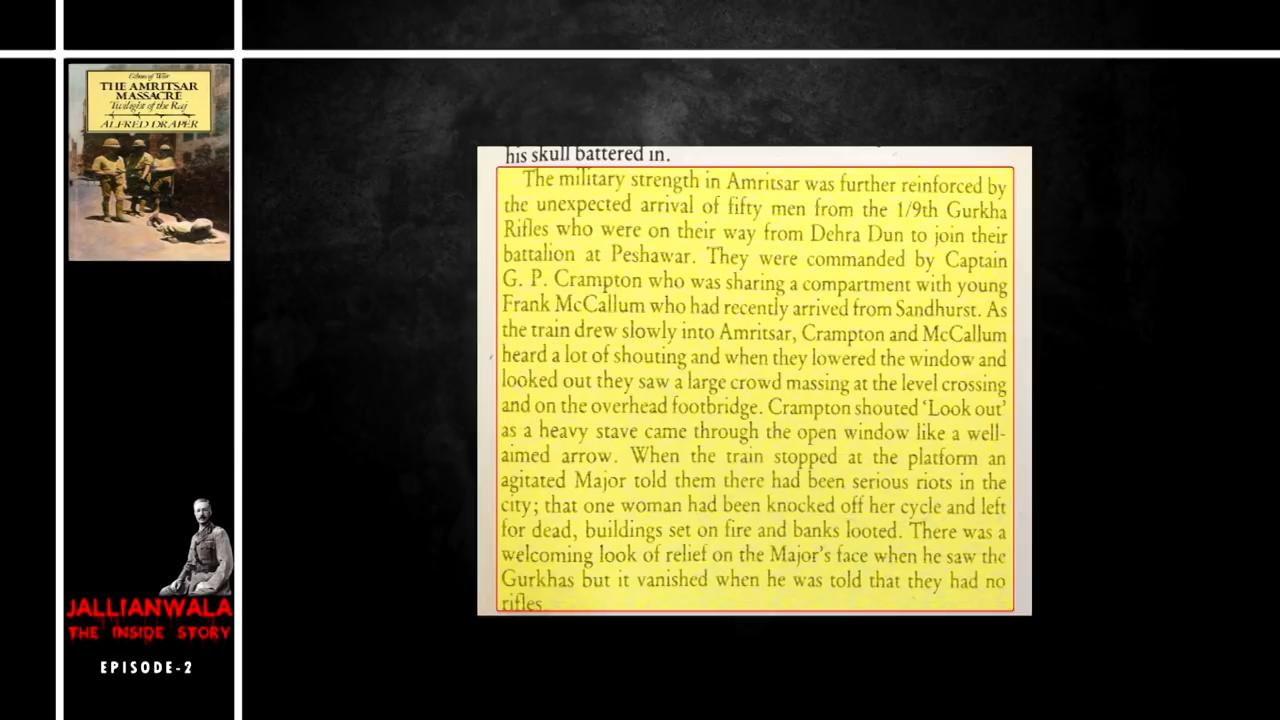 Echoes of War
THE AMRITSAR
MASSACRE
Twilight of the Raj
ALFRED DRAPER
his skull battered in.
The military strength in Amritsar was further reinforced by
the unexpected arrival of fifty men from the 1/9th Gurkha
Rifles who were on their way from Dehra Dun to join their
battalion at Peshawar. They were commanded by Captain
G. P. Crampton who was sharing a compartment with young
Frank McCallum who had recently arrived from Sandhurst. As
the train drew slowly into Amritsar, Crampton and McCallum
heard a lot of shouting and when they lowered the window and
looked out they saw a large crowd massing at the level crossing
and on the overhead footbridge. Crampton shouted ‘Look out’
as a heavy stave came through the open window like a well-
aimed arrow. When the train stopped at the platform an
agitated Major told them there had been serious riots in the
city; that one woman had been knocked off her cycle and left
for dead, buildings set on fire and banks looted. There was a
welcoming look of relief on the Major’s face when he saw the
Gurkhas but it vanished when he was told that they had no
rifles
JALLIANWALA
THE INSIDE STORY
EPISODE-2